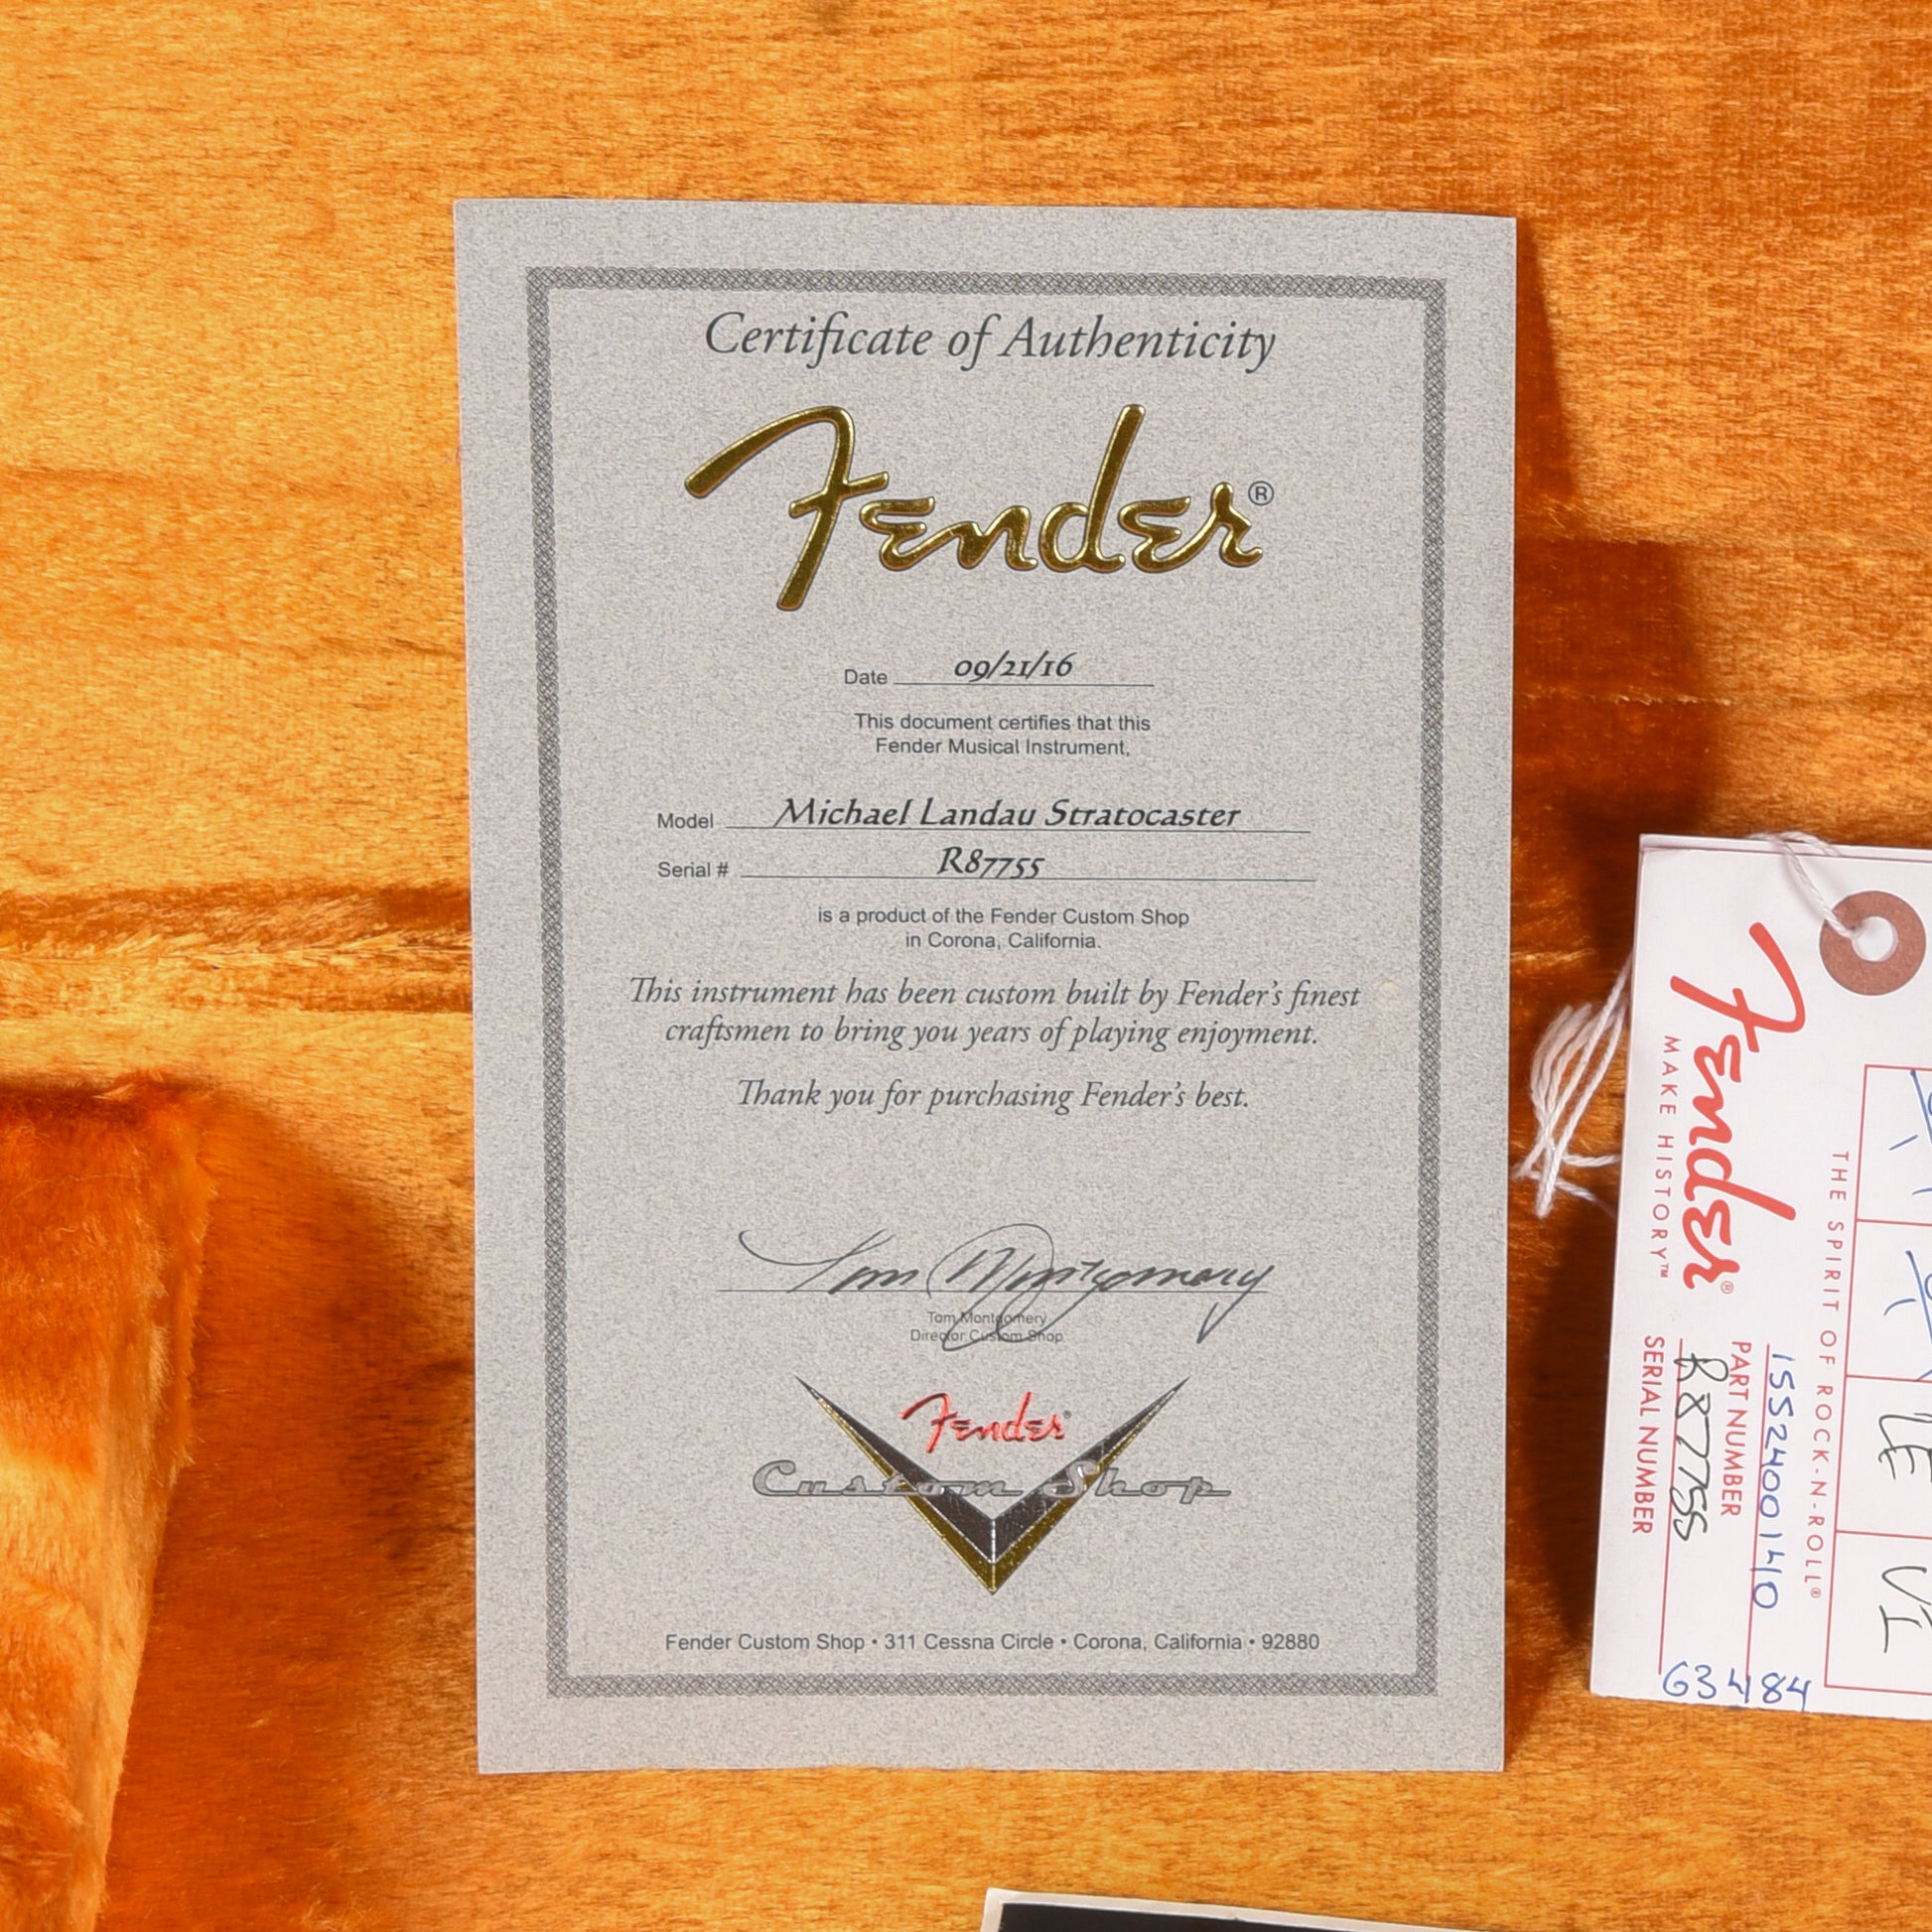 Certificate of Authenticity
Fender®
Date 09/21/16
This document certifies that this
Fender Musical Instrument,
Model Michael Landau Stratocaster
Serial # R87755
is a product of the Fender Custom Shop
in Corona, California.
This instrument has been custom built by Fender's finest
craftsmen to bring you years of playing enjoyment.
Thank you for purchasing Fender's best.
Tom Montgomery
Tom Montgomery
Director Custom Shop
Fender®
Custom Shop
Fender Custom Shop • 311 Cessna Circle • Corona, California • 92880
Fender®
MAKE HISTORY™
THE SPIRIT OF ROCK-N-ROLL®
1552400140
PART NUMBER
R87755
SERIAL NUMBER
63484
LE
VI